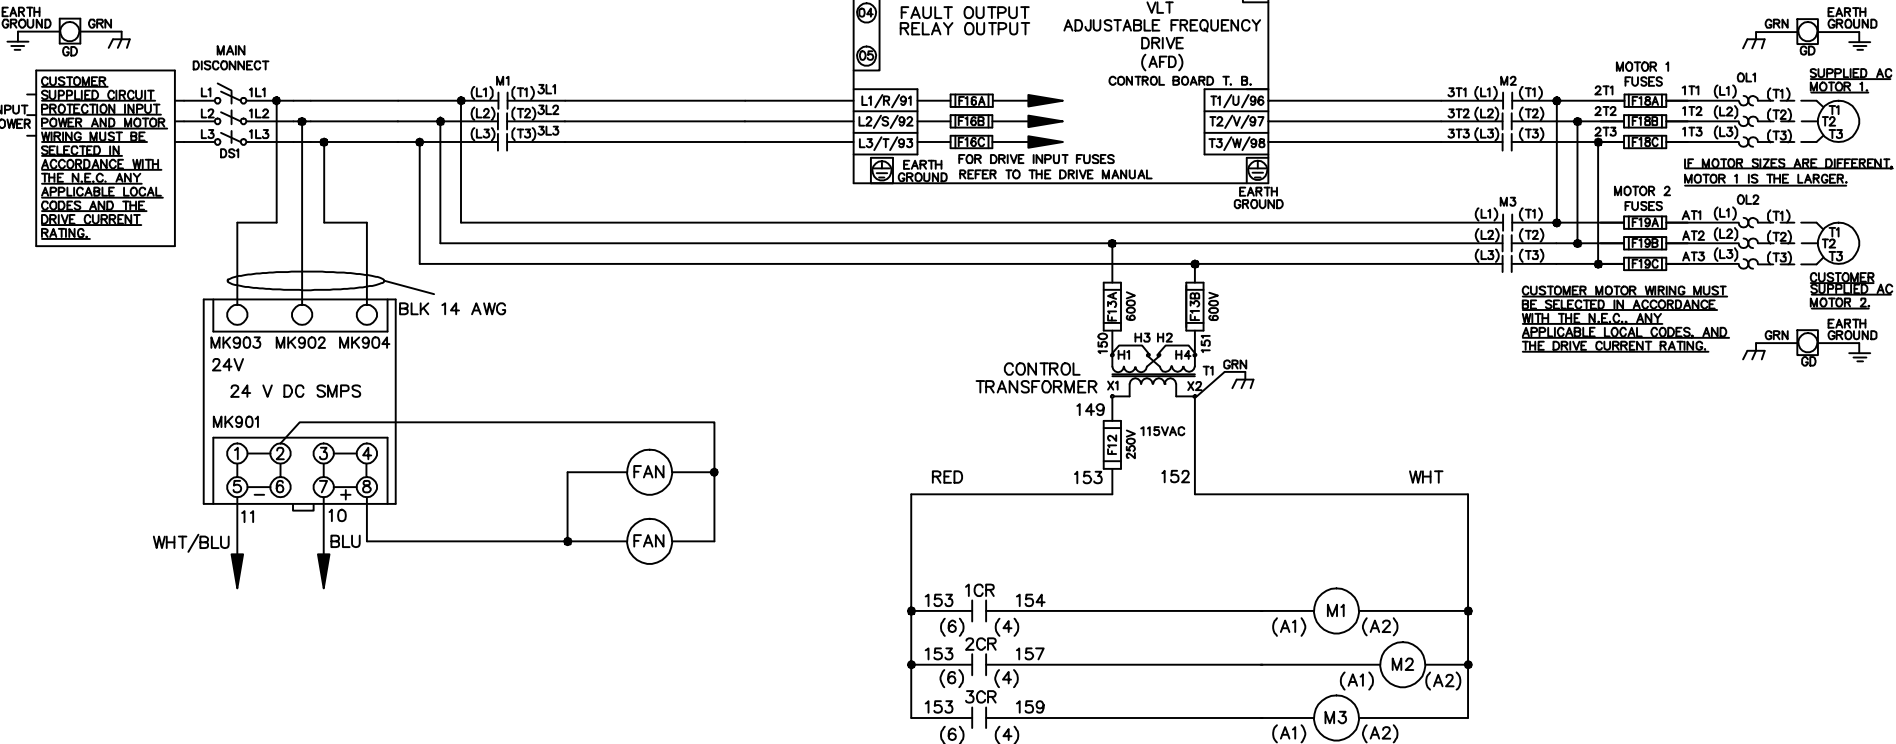 EARTH
GROUND
GRN
GD
MAIN
DISCONNECT
CUSTOMER
SUPPLIED CIRCUIT
PROTECTION INPUT
POWER AND MOTOR
WIRING MUST BE
SELECTED IN
ACCORDANCE WITH
THE N.E.C. ANY
APPLICABLE LOCAL
CODES AND THE
DRIVE CURRENT
RATING.
L1 1L1
L2 1L2
L3 1L3
DS1
M1
(L1) (T1) 3L1
(L2) (T2) 3L2
(L3) (T3) 3L3
04
05
FAULT OUTPUT
RELAY OUTPUT
VLT
ADJUSTABLE FREQUENCY
DRIVE
(AFD)
CONTROL BOARD T. B.
L1/R/91 F16A T1/U/96
L2/S/92 F16B T2/V/97
L3/T/93 F16C T3/W/98
EARTH
GROUND
FOR DRIVE INPUT FUSES
REFER TO THE DRIVE MANUAL
EARTH
GROUND
M2
3T1 (L1) (T1)
3T2 (L2) (T2)
3T3 (L3) (T3)
MOTOR 1
FUSES
2T1 F18A 1T1 (L1) (T1)
2T2 F18B 1T2 (L2) (T2)
2T3 F18C 1T3 (L3) (T3)
OL1
T1
T2
T3
GRN
GD
EARTH
GROUND
SUPPLIED AC
MOTOR 1.
IF MOTOR SIZES ARE DIFFERENT,
MOTOR 1 IS THE LARGER.
M3
(L1) (T1)
(L2) (T2)
(L3) (T3)
MOTOR 2
FUSES
F19A AT1 (L1) (T1)
F19B AT2 (L2) (T2)
F19C AT3 (L3) (T3)
OL2
T1
T2
T3
CUSTOMER
SUPPLIED AC
MOTOR 2.
CUSTOMER MOTOR WIRING MUST
BE SELECTED IN ACCORDANCE
WITH THE N.E.C., ANY
APPLICABLE LOCAL CODES, AND
THE DRIVE CURRENT RATING.
GRN
GD
EARTH
GROUND
BLK 14 AWG
MK903 MK902 MK904
24V
24 V DC SMPS
MK901
1 2 3 4
5 - 6 7 + 8
11 10
WHT/BLU BLU
FAN
FAN
F13A 600V
F13B 600V
150 151
H1 H3 H2 H4
CONTROL
TRANSFORMER
T1 GRN
X1 X2
149
F12 250V
115VAC
153 152
RED WHT
1CR
153 154 M1
(6) (4) (A1) (A2)
2CR
153 157 M2
(6) (4) (A1) (A2)
3CR
153 159 M3
(6) (4) (A1) (A2)